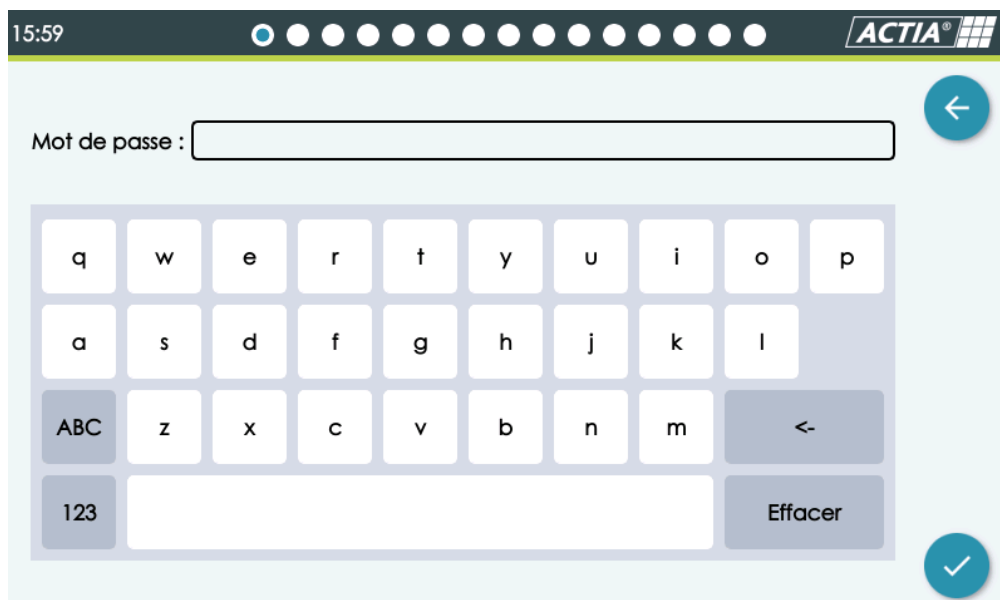 15:59
ACTIA®
Mot de passe :
q w e r t y u i o p
a s d f g h j k l
ABC z x c v b n m <-
123 Effacer